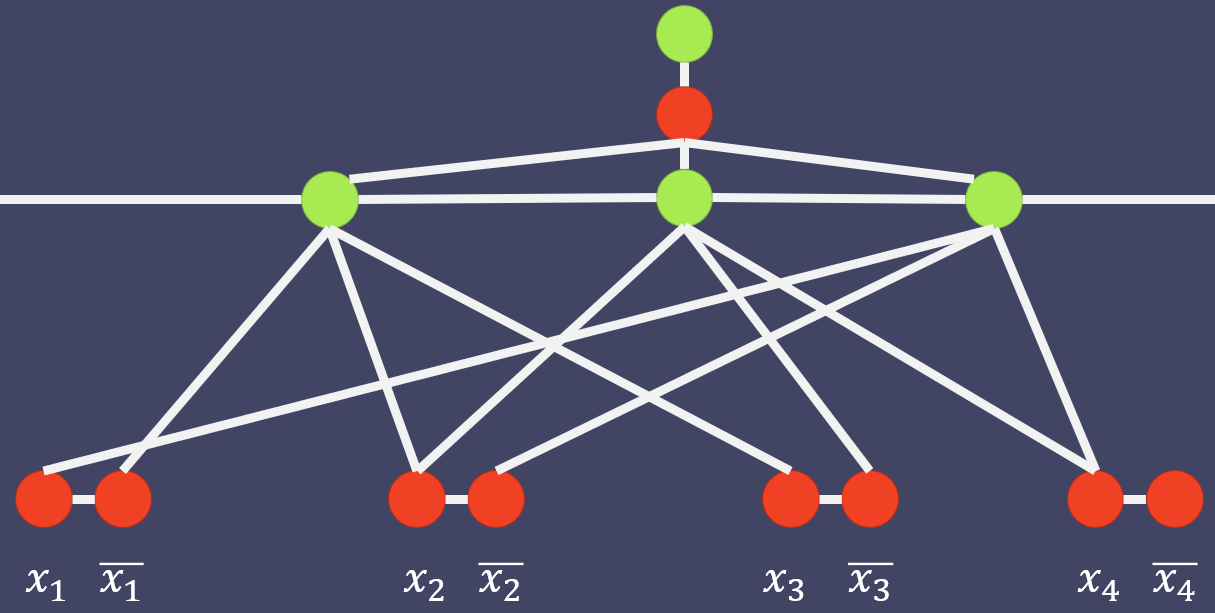 x₁ x̅₁ x₂ x̅₂ x₃ x̅₃ x₄ x̅₄